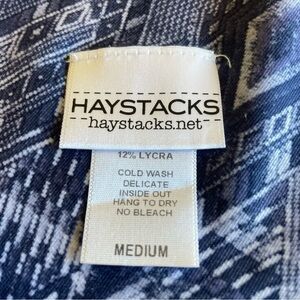 HAYSTACKS
haystacks.net
12% LYCRA
COLD WASH
DELICATE
INSIDE OUT
HANG TO DRY
NO BLEACH
MEDIUM